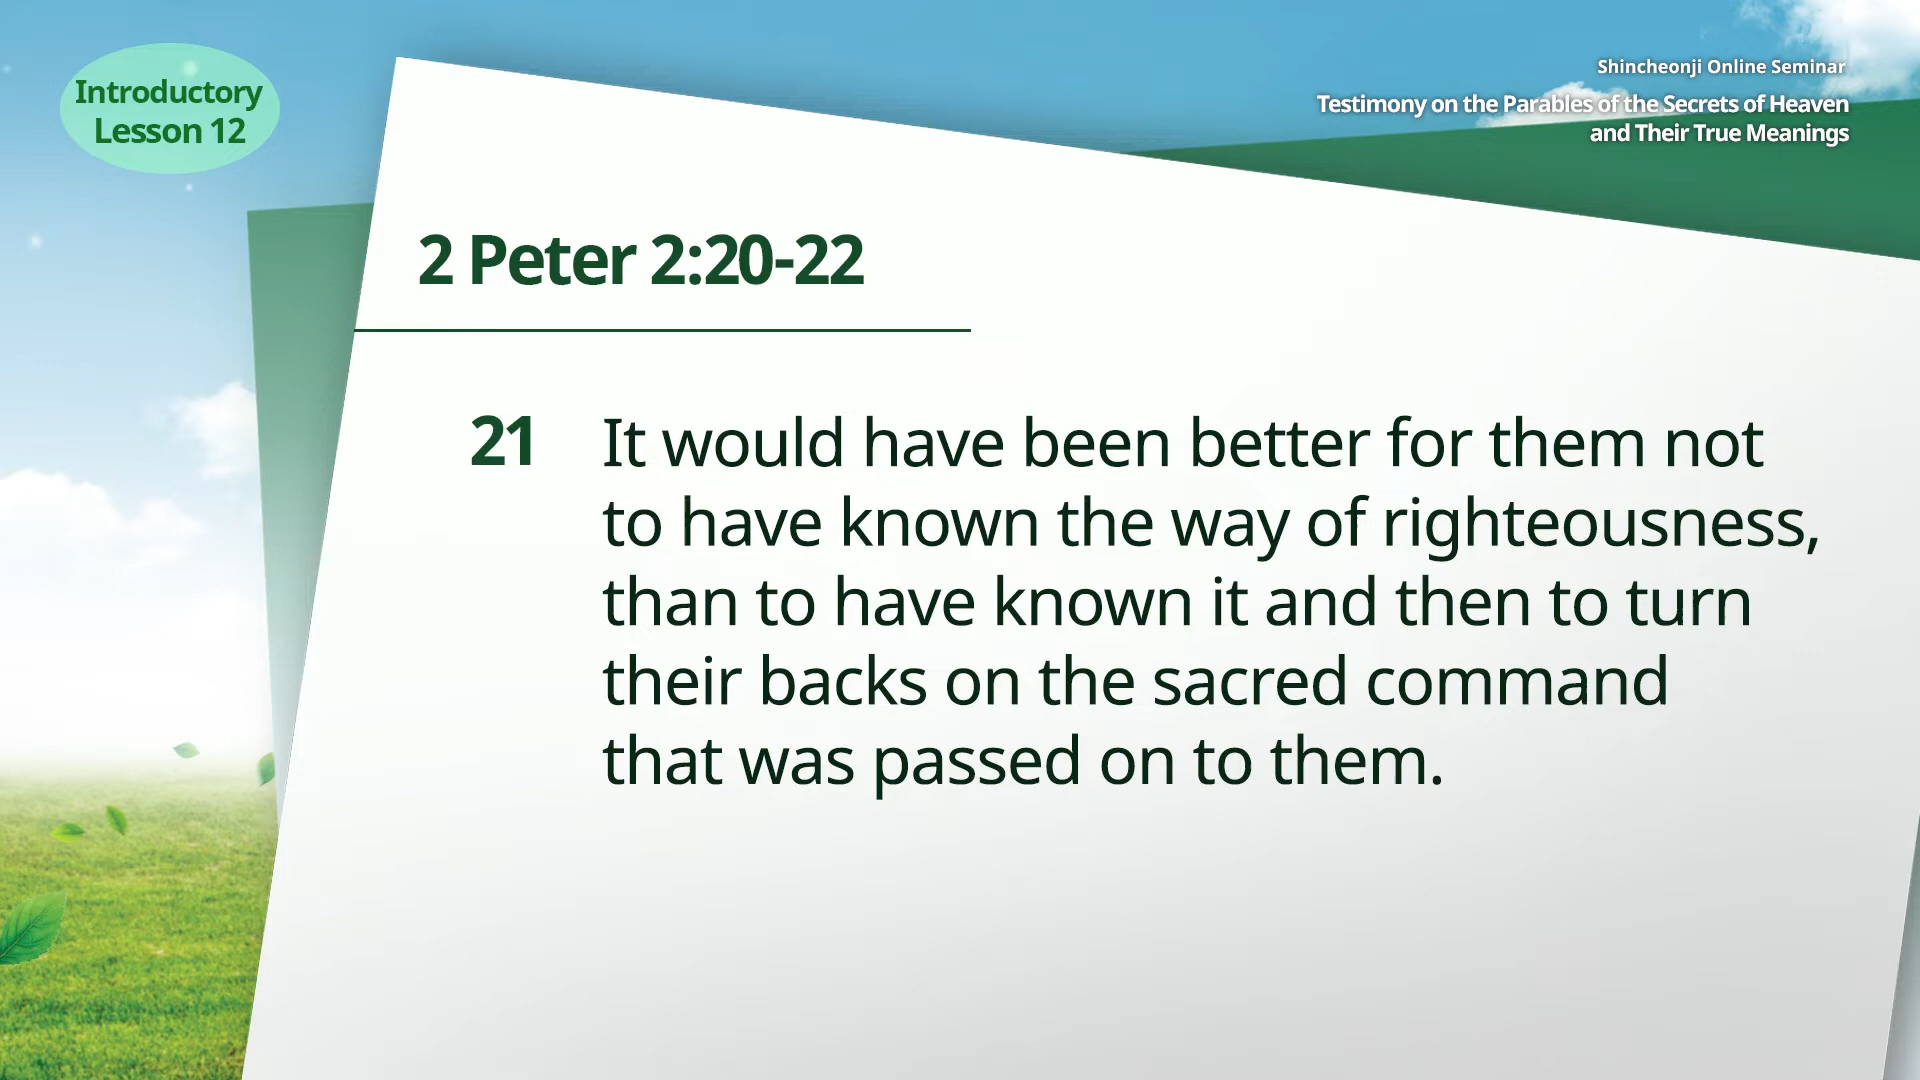 Introductory
Lesson 12
Shincheonji Online Seminar
Testimony on the Parables of the Secrets of Heaven
and Their True Meanings
2 Peter 2:20-22
21 It would have been better for them not
to have known the way of righteousness,
than to have known it and then to turn
their backs on the sacred command
that was passed on to them.